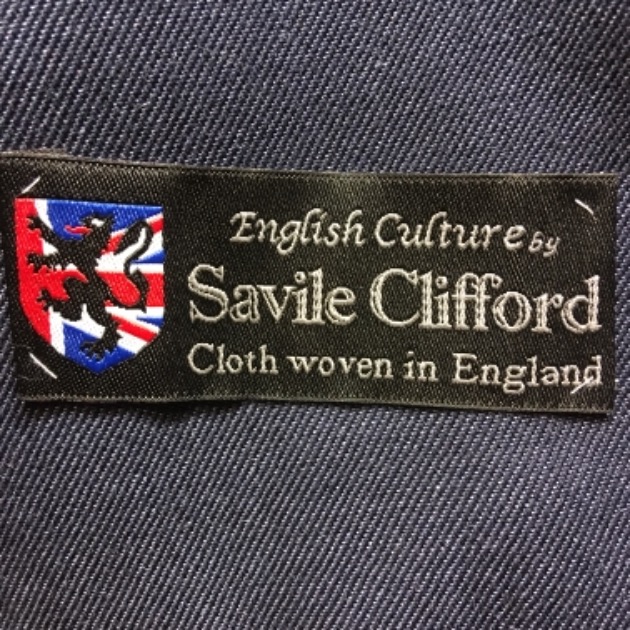 English Culture by
Savile Clifford
Cloth woven in England